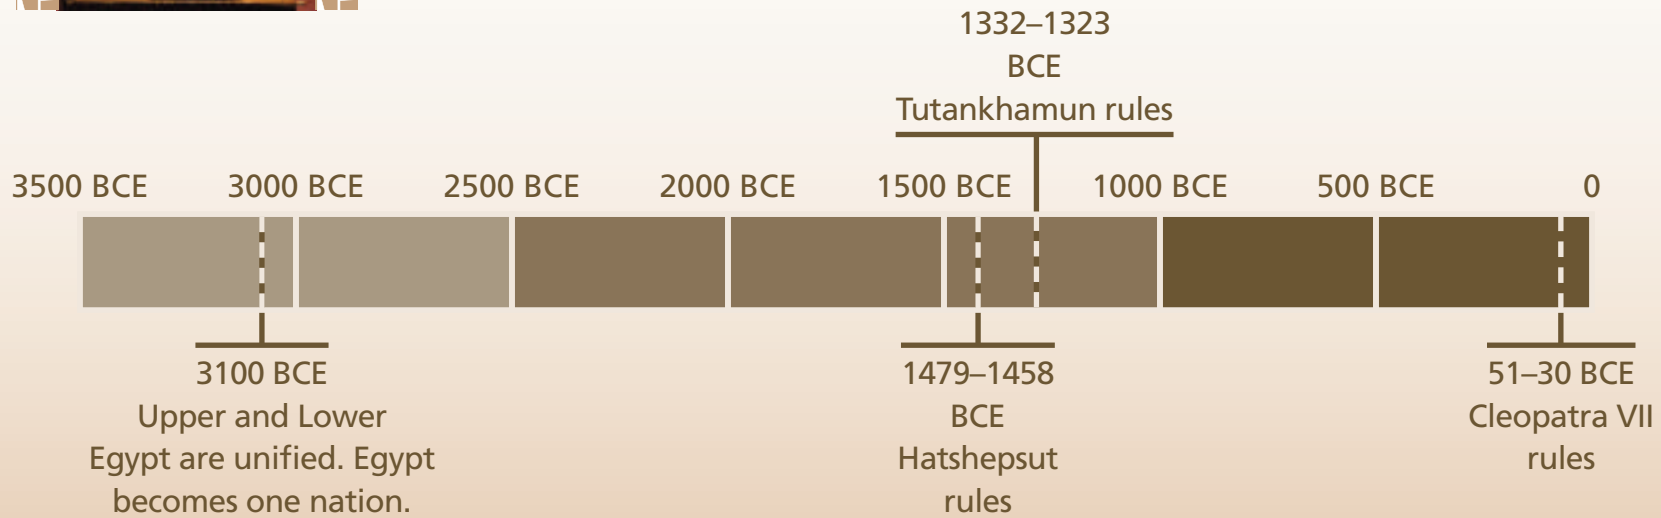 1332–1323
BCE
Tutankhamun rules
3500 BCE 3000 BCE 2500 BCE 2000 BCE 1500 BCE 1000 BCE 500 BCE 0
3100 BCE
Upper and Lower
Egypt are unified. Egypt
becomes one nation.
1479–1458
BCE
Hatshepsut
rules
51–30 BCE
Cleopatra VII
rules